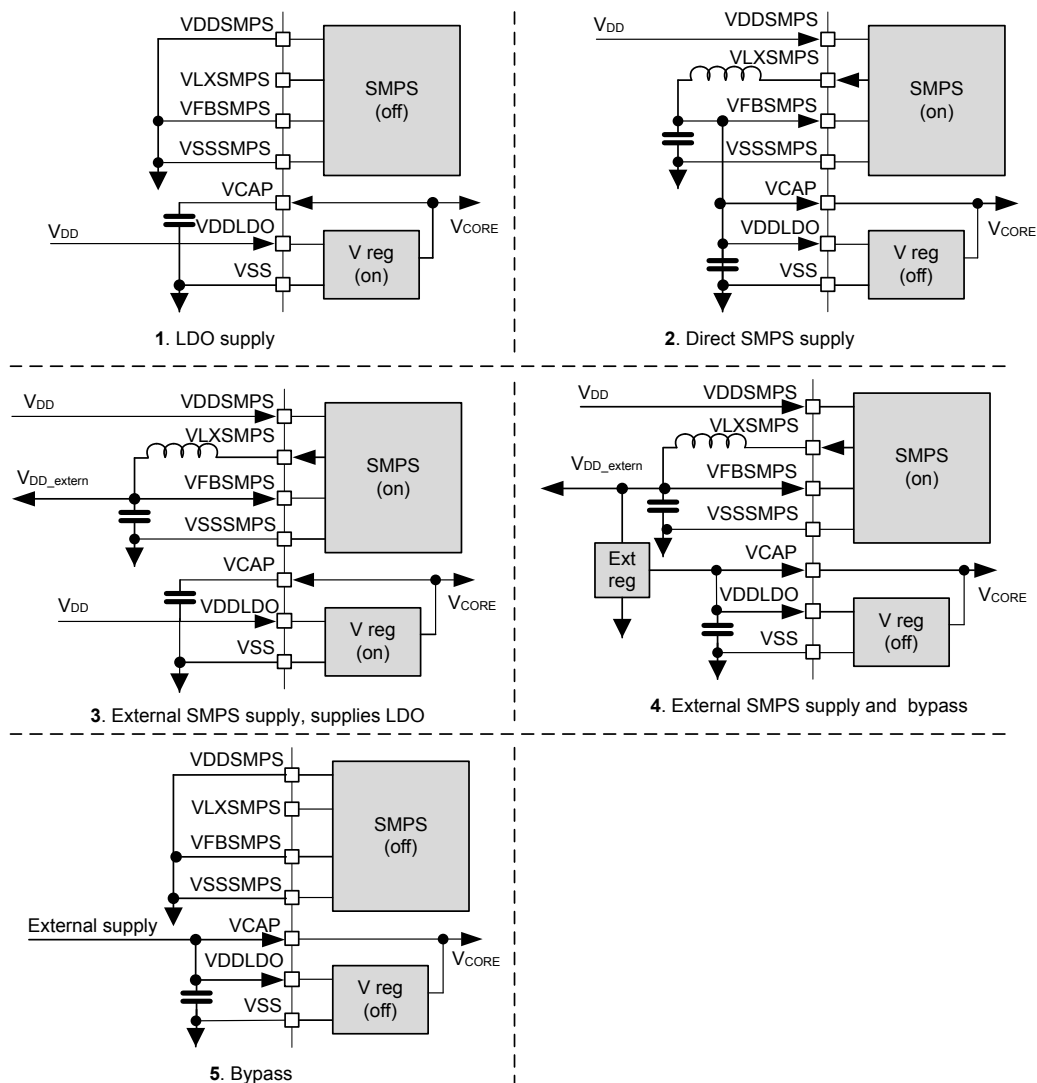 VDDSMPS
VLXSMPS
VFBSMPS
VSSSMPS
SMPS
(off)
VCAP
VDD
VDDLDO
VSS
V reg
(on)
VCORE
1. LDO supply
VDD
VDDSMPS
VLXSMPS
VFBSMPS
VSSSMPS
SMPS
(on)
VCAP
VDDLDO
VSS
V reg
(off)
VCORE
2. Direct SMPS supply
VDD
VDDSMPS
VLXSMPS
VDD_extern
VFBSMPS
VSSSMPS
SMPS
(on)
VCAP
VDD
VDDLDO
VSS
V reg
(on)
VCORE
3. External SMPS supply, supplies LDO
VDD
VDDSMPS
VLXSMPS
VDD_extern
VFBSMPS
VSSSMPS
SMPS
(on)
Ext
reg
VCAP
VDDLDO
VSS
V reg
(off)
VCORE
4. External SMPS supply and bypass
VDDSMPS
VLXSMPS
VFBSMPS
VSSSMPS
SMPS
(off)
External supply
VCAP
VDDLDO
VSS
V reg
(off)
VCORE
5. Bypass